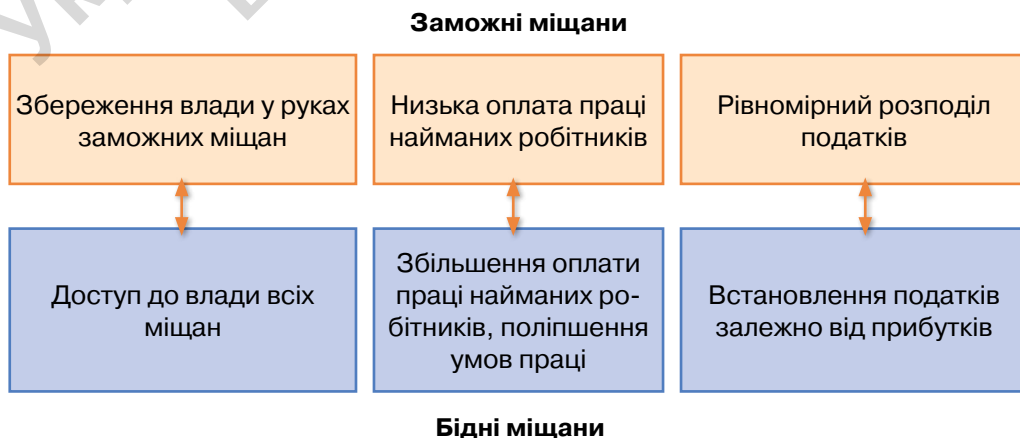 Заможні міщани
Збереження влади у руках
заможних міщан
Низька оплата праці
найманих робітників
Рівномірний розподіл
податків
Доступ до влади всіх
міщан
Збільшення оплати
праці найманих ро-
бітників, поліпшення
умов праці
Встановлення податків
залежно від прибутків
Бідні міщани